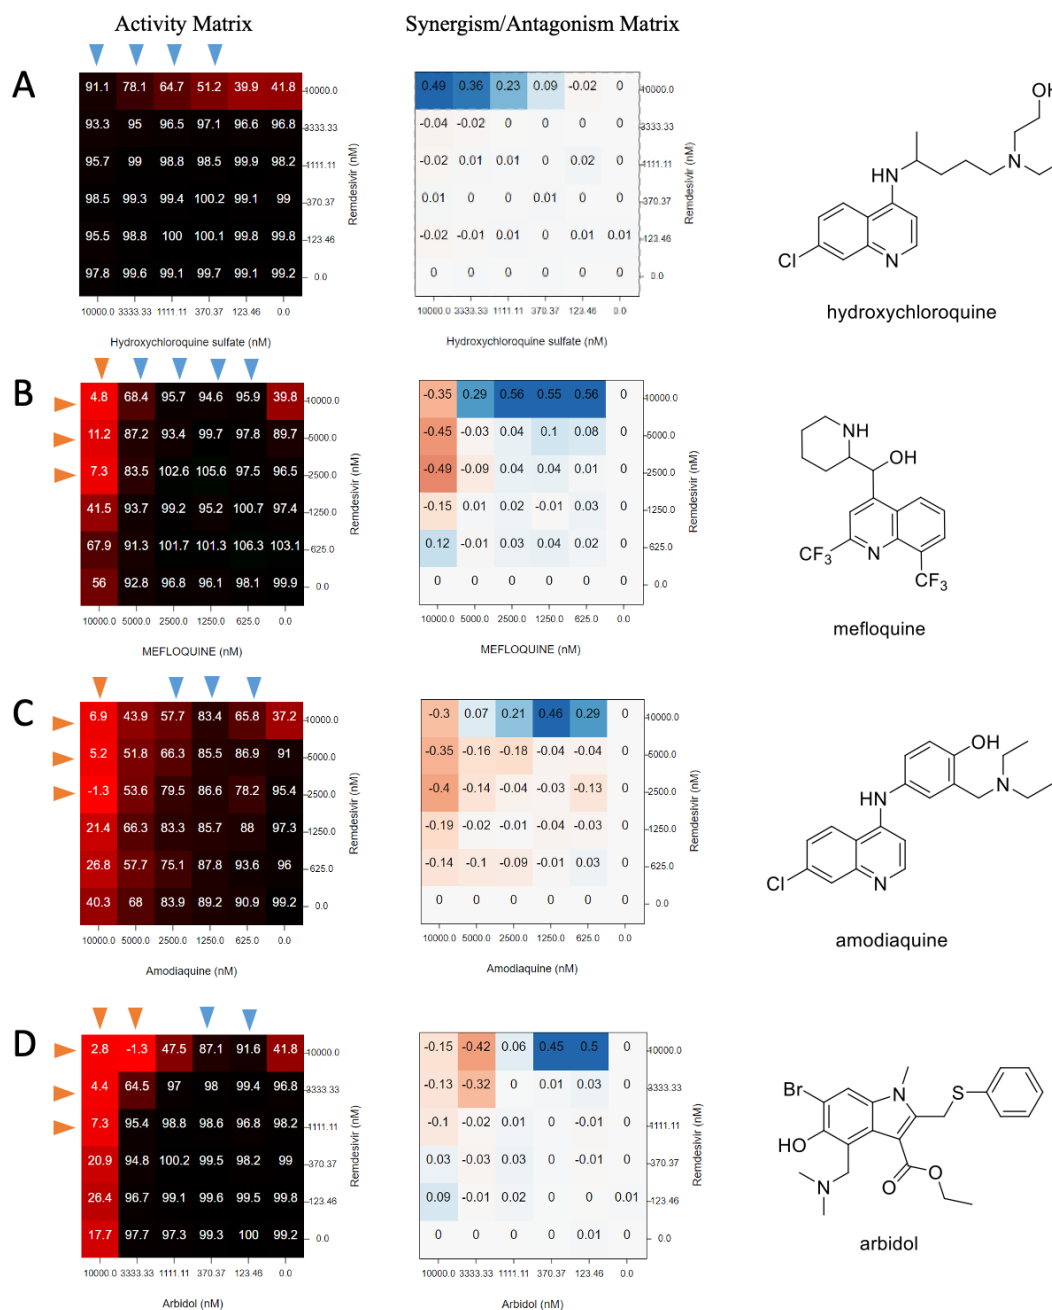 Activity Matrix Synergism/Antagonism Matrix
A
91.1 78.1 64.7 51.2 39.9 41.8 10000.0
93.3 95 96.5 97.1 96.6 96.8 3333.33
95.7 99 98.8 98.5 99.9 98.2 1111.11
98.5 99.3 99.4 100.2 99.1 99 370.37
95.5 98.8 100 100.1 99.8 99.8 123.46
97.8 99.6 99.1 99.7 99.1 99.2 0.0
Remdesivir (nM)
10000.0 3333.33 1111.11 370.37 123.46 0.0
Hydroxychloroquine sulfate (nM)
0.49 0.36 0.23 0.09 -0.02 0 10000.0
-0.04 -0.02 0 0 0 0 3333.33
-0.02 0.01 0.01 0 0.02 0 1111.11
0.01 0 0 0.01 0 0 370.37
-0.02 -0.01 0.01 0 0.01 0.01 123.46
0 0 0 0 0 0 0.0
Remdesivir (nM)
10000.0 3333.33 1111.11 370.37 123.46 0.0
Hydroxychloroquine sulfate (nM)
OH
N
HN
Cl N
hydroxychloroquine
B
4.8 68.4 95.7 94.6 95.9 39.8 10000.0
11.2 87.2 93.4 99.7 97.8 89.7 5000.0
7.3 83.5 102.6 105.6 97.5 96.5 2500.0
41.5 93.7 99.2 95.2 100.7 97.4 1250.0
67.9 91.3 101.7 101.3 106.3 103.1 625.0
56 92.8 96.8 96.1 98.1 99.9 0.0
Remdesivir (nM)
10000.0 5000.0 2500.0 1250.0 625.0 0.0
MEFLOQUINE (nM)
-0.35 0.29 0.56 0.55 0.56 0 10000.0
-0.45 -0.03 0.04 0.1 0.08 0 5000.0
-0.49 -0.09 0.04 0.04 0.01 0 2500.0
-0.15 0.01 0.02 -0.01 0.03 0 1250.0
0.12 -0.01 0.03 0.04 0.02 0 625.0
0 0 0 0 0 0 0.0
Remdesivir (nM)
10000.0 5000.0 2500.0 1250.0 625.0 0.0
MEFLOQUINE (nM)
NH
OH
CF3 N
CF3
mefloquine
C
6.9 43.9 57.7 83.4 65.8 37.2 10000.0
5.2 51.8 66.3 85.5 86.9 91 5000.0
-1.3 53.6 79.5 86.6 78.2 95.4 2500.0
21.4 66.3 83.3 85.7 88 97.3 1250.0
26.8 57.7 75.1 87.8 93.6 96 625.0
40.3 68 83.9 89.2 90.9 99.2 0.0
Remdesivir (nM)
10000.0 5000.0 2500.0 1250.0 625.0 0.0
Amodiaquine (nM)
-0.3 0.07 0.21 0.46 0.29 0 10000.0
-0.35 -0.16 -0.18 -0.04 -0.04 0 5000.0
-0.4 -0.14 -0.04 -0.03 -0.13 0 2500.0
-0.19 -0.02 -0.01 -0.04 -0.03 0 1250.0
-0.14 -0.1 -0.09 -0.01 0.03 0 625.0
0 0 0 0 0 0 0.0
Remdesivir (nM)
10000.0 5000.0 2500.0 1250.0 625.0 0.0
Amodiaquine (nM)
OH
N
HN
Cl N
amodiaquine
D
2.8 -1.3 47.5 87.1 91.6 41.8 10000.0
4.4 64.5 97 98 99.4 96.8 3333.33
7.3 95.4 98.8 98.6 96.8 98.2 1111.11
20.9 94.8 100.2 99.5 98.2 99 370.37
26.4 96.7 99.1 99.6 99.5 99.8 123.46
17.7 97.7 97.3 99.3 100 99.2 0.0
Remdesivir (nM)
10000.0 3333.33 1111.11 370.37 123.46 0.0
Arbidol (nM)
-0.15 -0.42 0.06 0.45 0.5 0 10000.0
-0.13 -0.32 0 0.01 0.03 0 3333.33
-0.1 -0.02 0.01 0 -0.01 0 1111.11
0.03 -0.03 0.03 0 -0.01 0 370.37
0.09 -0.01 0.02 0 0 0.01 123.46
0 0 0 0 0.01 0 0.0
Remdesivir (nM)
10000.0 3333.33 1111.11 370.37 123.46 0.0
Arbidol (nM)
Br N S
HO
N O O
arbidol